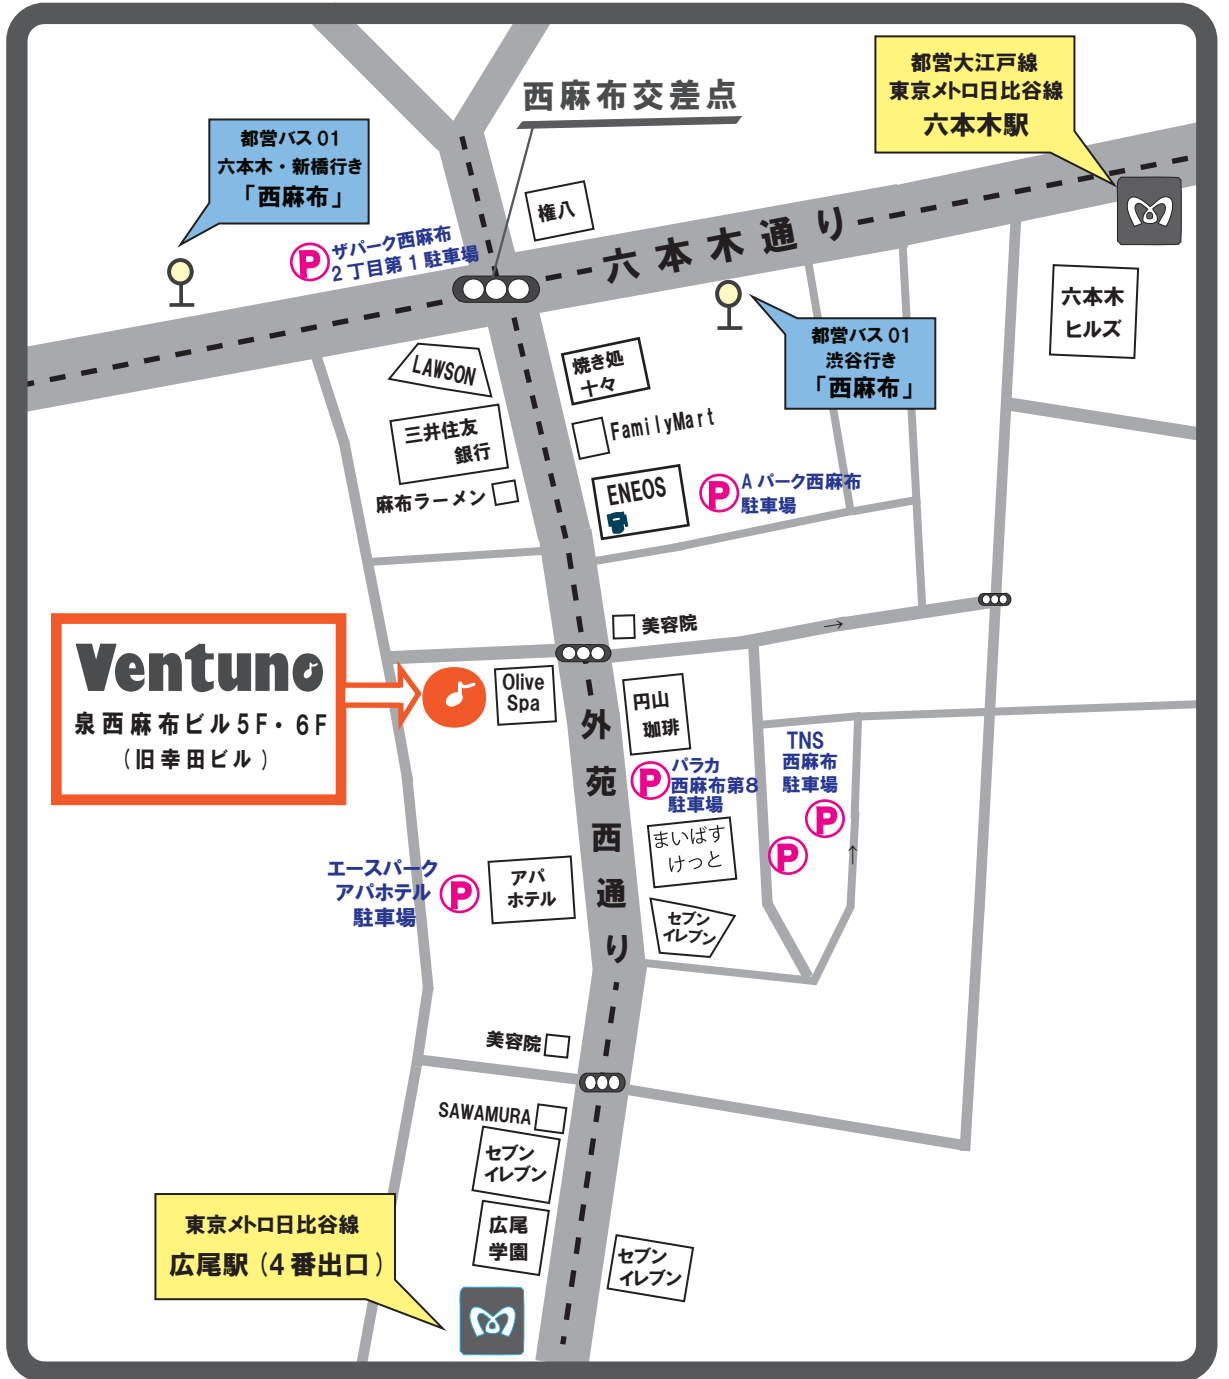 西麻布交差点
都営大江戸線
東京メトロ日比谷線
六本木駅
都営バス01
六本木・新橋行き
「西麻布」
権八
ザパーク西麻布
2丁目第1駐車場
六本木通り
六本木
ヒルズ
都営バス01
渋谷行き
「西麻布」
LAWSON
焼き処
十々
三井住友
銀行
FamilyMart
麻布ラーメン
ENEOS
Aパーク西麻布
駐車場
美容院
→
Ventuno
泉西麻布ビル5F・6F
(旧幸田ビル)
Olive
Spa
円山
珈琲
外苑西通り
TNS
西麻布
駐車場
パラカ
西麻布第8
駐車場
まいばす
けっと
エースパーク
アパホテル
駐車場
アパ
ホテル
セブン
イレブン
美容院
SAWAMURA
セブン
イレブン
広尾
学園
セブン
イレブン
東京メトロ日比谷線
広尾駅(4番出口)
P
P
P
P
P
P